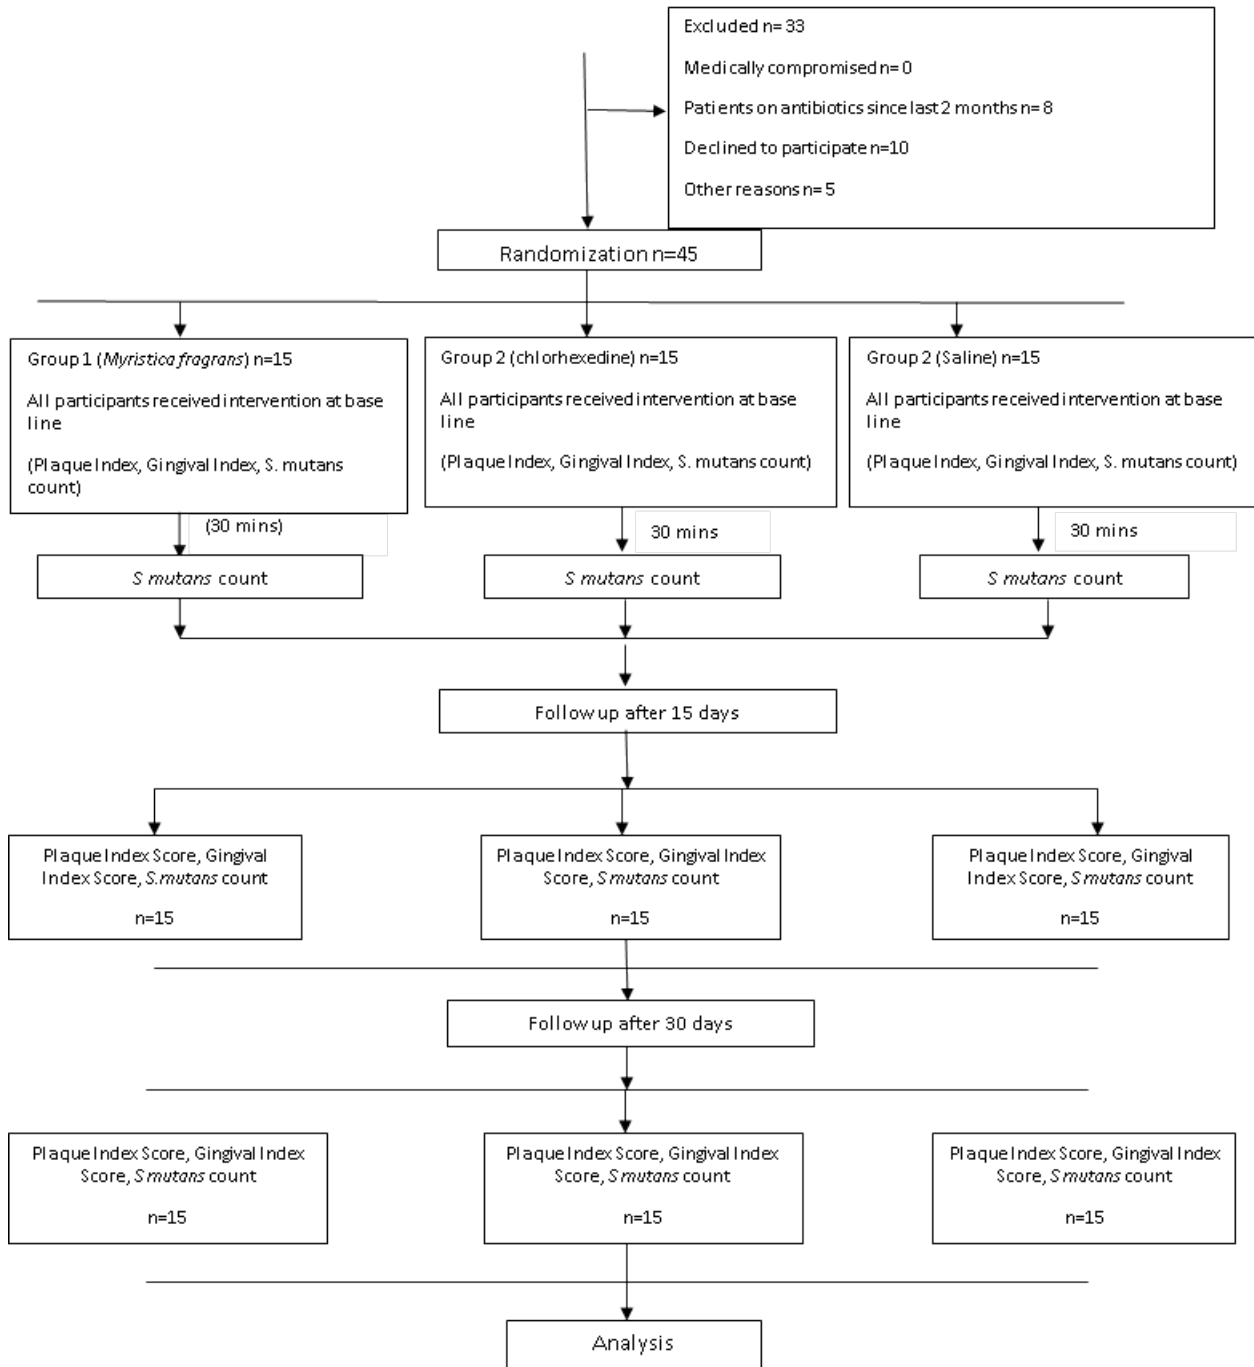 Excluded n= 33
Medically compromised n= 0
Patients on antibiotics since last 2 months n= 8
Declined to participate n=10
Other reasons n= 5
Randomization n=45
Group 1 (Myristica fragrans) n=15
All participants received intervention at base
line
(Plaque Index, Gingival Index, S. mutans
count)
Group 2 (chlorhexedine) n=15
All participants received intervention at base
line
(Plaque Index, Gingival Index, S. mutans count)
Group 2 (Saline) n=15
All participants received intervention at base
line
(Plaque Index, Gingival Index, S. mutans count)
(30 mins)
30 mins
30 mins
S mutans count
S mutans count
S mutans count
Follow up after 15 days
Plaque Index Score, Gingival
Index Score, S.mutans count
n=15
Plaque Index Score, Gingival Index
Score, S mutans count
n=15
Plaque Index Score, Gingival
Index Score, S mutans count
n=15
Follow up after 30 days
Plaque Index Score, Gingival Index
Score, S mutans count
n=15
Plaque Index Score, Gingival Index
Score, S mutans count
n=15
Plaque Index Score, Gingival Index
Score, S mutans count
n=15
Analysis